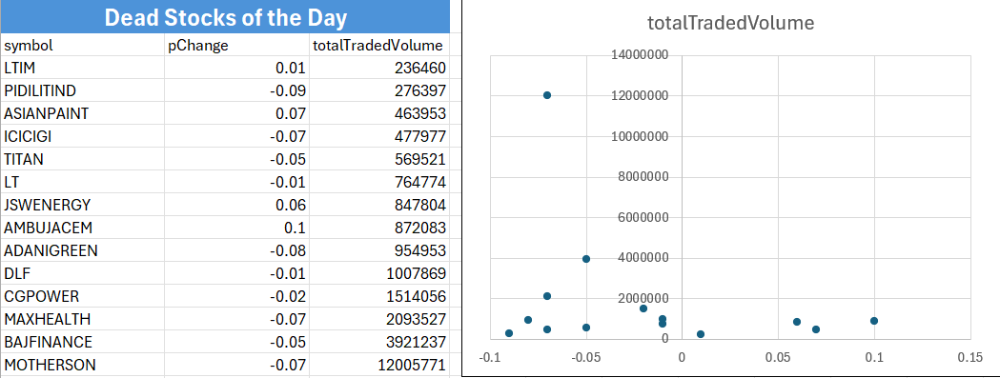 Dead Stocks of the Day
symbol pChange totalTradedVolume
LTIM 0.01 236460
PIDILITIND -0.09 276397
ASIANPAINT 0.07 463953
ICICIGI -0.07 477977
TITAN -0.05 569521
LT -0.01 764774
JSWENERGY 0.06 847804
AMBUJACEM 0.1 872083
ADANIGREEN -0.08 954953
DLF -0.01 1007869
CGPOWER -0.02 1514056
MAXHEALTH -0.07 2093527
BAJFINANCE -0.05 3921237
MOTHERSON -0.07 12005771
totalTradedVolume
14000000
12000000
10000000
8000000
6000000
4000000
2000000
0
-0.1 -0.05 0 0.05 0.1 0.15